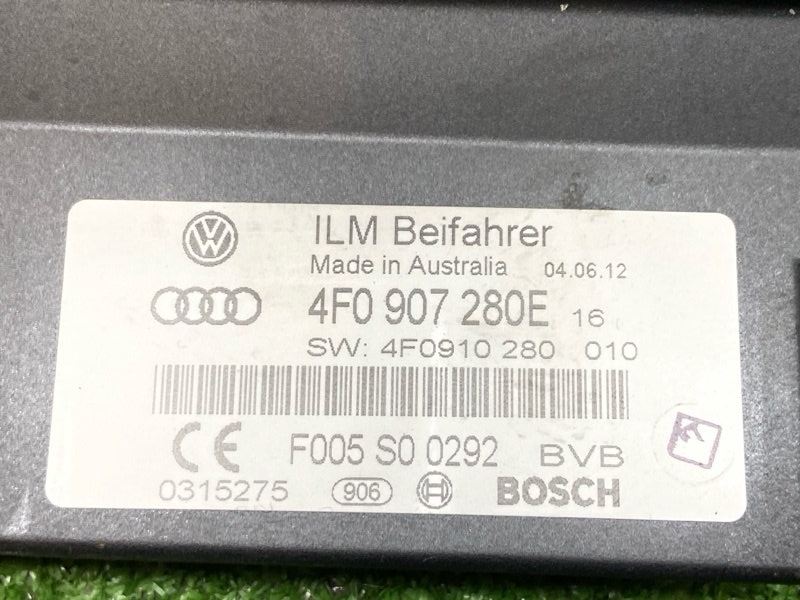 ILM Beifahrer
Made in Australia 04.06.12
4F0 907 280E 16
SW: 4F0910 280 010
CE F005 S0 0292 BVB
0315275 906 BOSCH